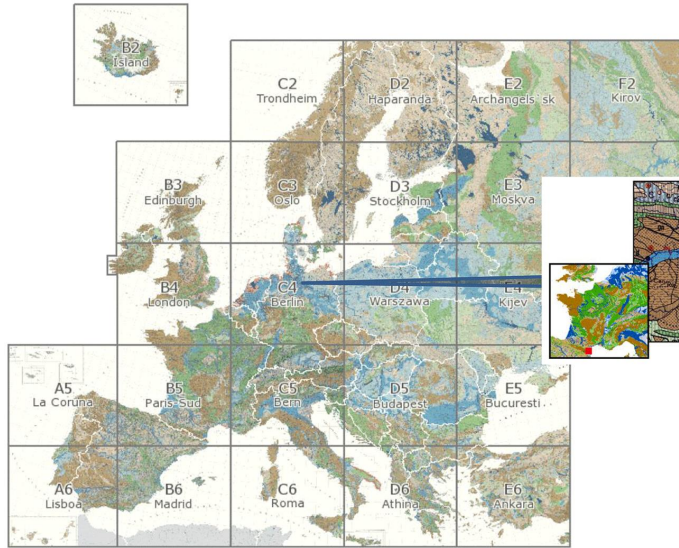 B2
Island
C2
Trondheim
D2
Haparanda
E2
Archangels´sk
F2
Kirov
B3
Edinburgh
C3
Oslo
D3
Stockholm
E3
Moskva
B4
London
C4
Berlin
D4
Warszawa
E4
Kijev
A5
La Coruna
B5
Paris-Sud
C5
Bern
D5
Budapest
E5
Bucuresti
A6
Lisboa
B6
Madrid
C6
Roma
D6
Athina
E6
Ankara